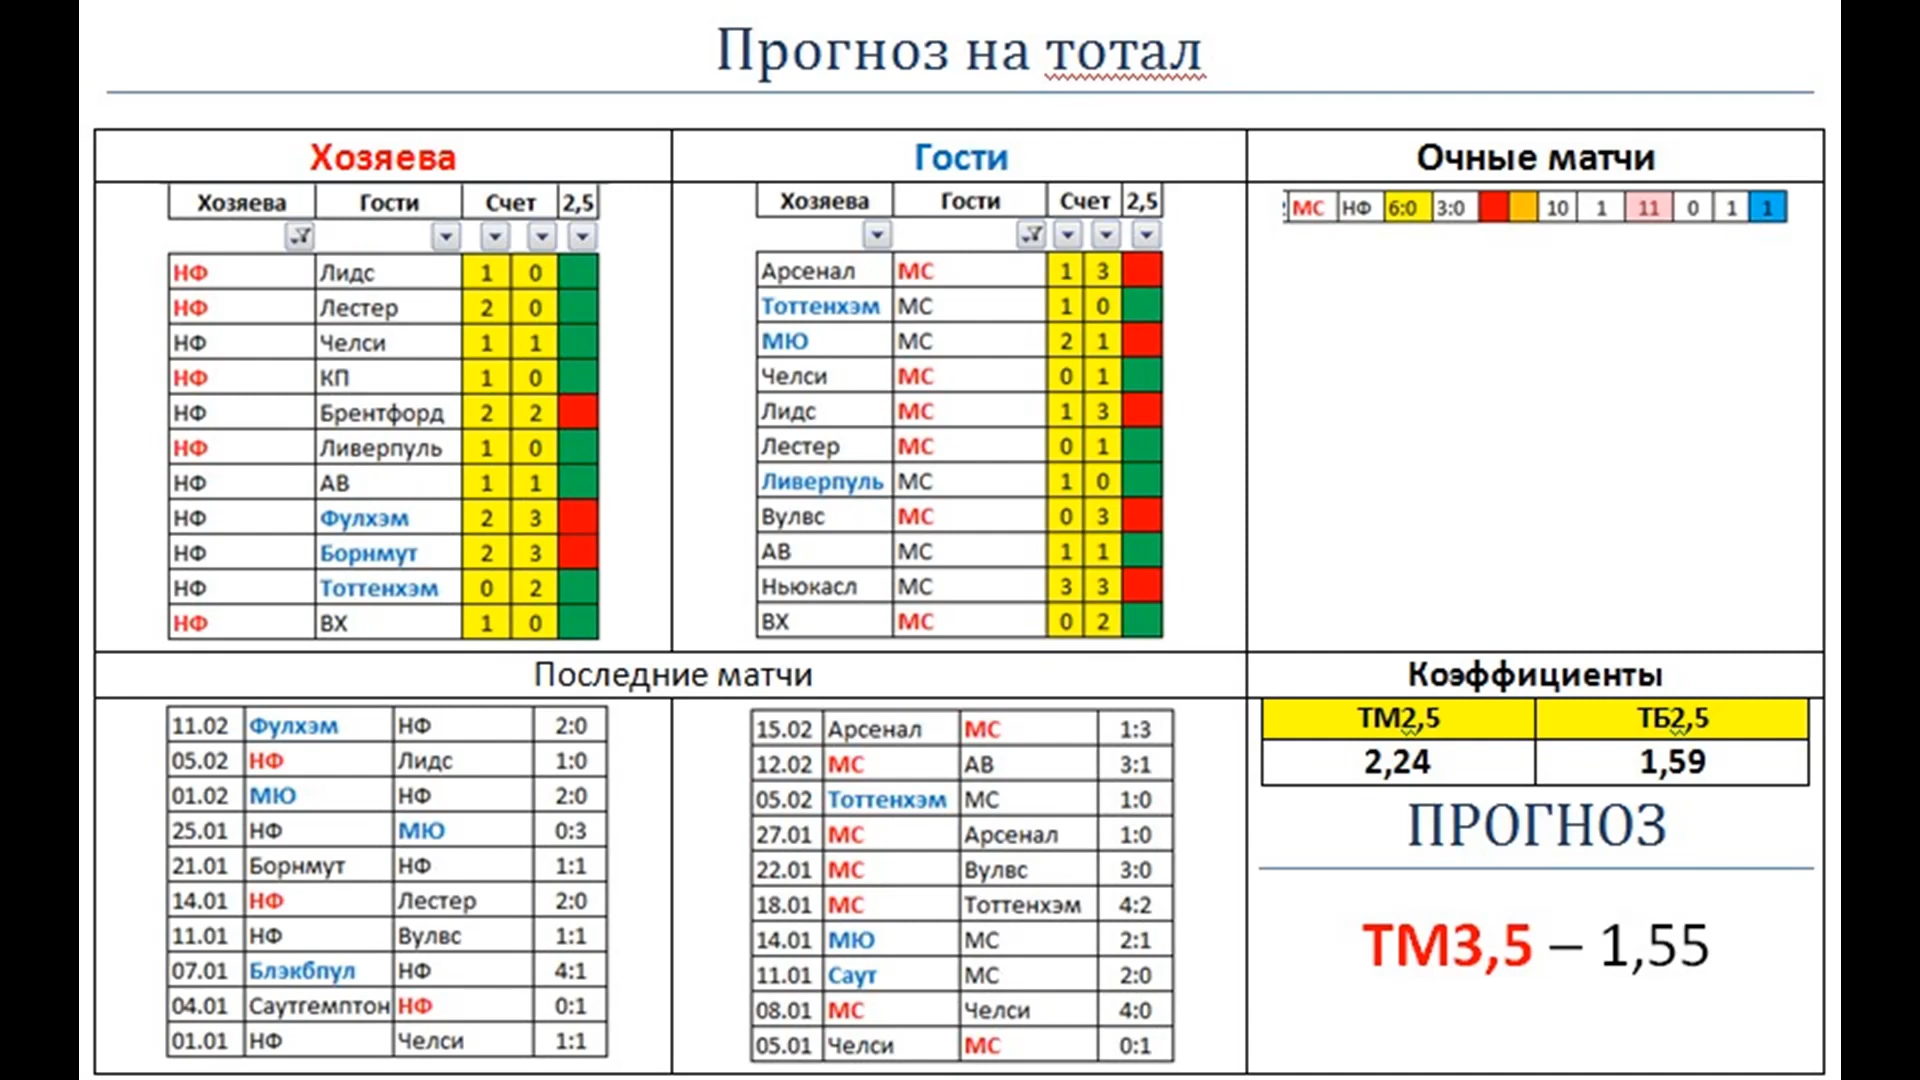 Прогноз на тотал
Хозяева Гости Очные матчи
Хозяева Гости Счет 2,5
НФ Лидс 1 0
НФ Лестер 2 0
НФ Челси 1 1
НФ КП 1 0
НФ Брентфорд 2 2
НФ Ливерпуль 1 0
НФ АВ 1 1
НФ Фулхэм 2 3
НФ Борнмут 2 3
НФ Тоттенхэм 0 2
НФ ВХ 1 0
Хозяева Гости Счет 2,5
Арсенал МС 1 3
Тоттенхэм МС 1 0
МЮ МС 2 1
Челси МС 0 1
Лидс МС 1 3
Лестер МС 0 1
Ливерпуль МС 1 0
Вулвс МС 0 3
АВ МС 1 1
Ньюкасл МС 3 3
ВХ МС 0 2
МС НФ 6:0 3:0 10 1 11 0 1 1
Последние матчи
11.02 Фулхэм НФ 2:0
05.02 НФ Лидс 1:0
01.02 МЮ НФ 2:0
25.01 НФ МЮ 0:3
21.01 Борнмут НФ 1:1
14.01 НФ Лестер 2:0
11.01 НФ Вулвс 1:1
07.01 Блэкбпул НФ 4:1
04.01 Саутгемптон НФ 0:1
01.01 НФ Челси 1:1
15.02 Арсенал МС 1:3
12.02 МС АВ 3:1
05.02 Тоттенхэм МС 1:0
27.01 МС Арсенал 1:0
22.01 МС Вулвс 3:0
18.01 МС Тоттенхэм 4:2
14.01 МЮ МС 2:1
11.01 Саут МС 2:0
08.01 МС Челси 4:0
05.01 Челси МС 0:1
Коэффициенты
ТМ2,5 ТБ2,5
2,24 1,59
ПРОГНОЗ
ТМ3,5 – 1,55